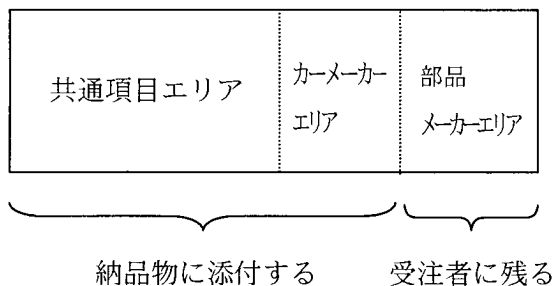 共通項目エリア
カーメーカー
エリア
部品
メーカーエリア
納品物に添付する
受注者に残る